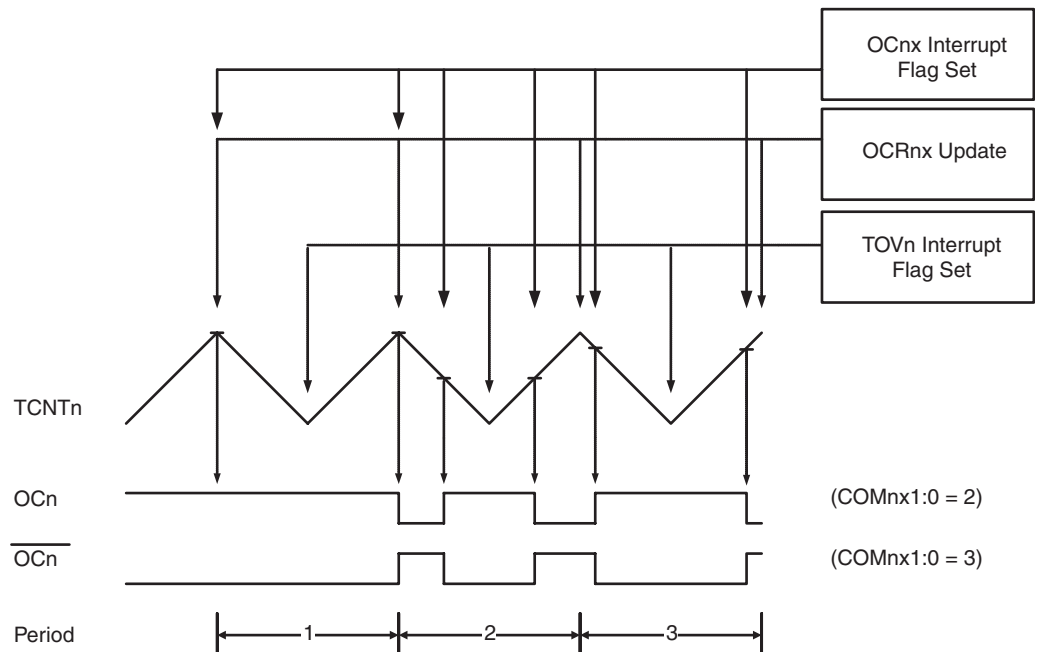 OCnx Interrupt
Flag Set
OCRnx Update
TOVn Interrupt
Flag Set
TCNTn
OCn
(COMnx1:0 = 2)
OCn
(COMnx1:0 = 3)
Period
1
2
3